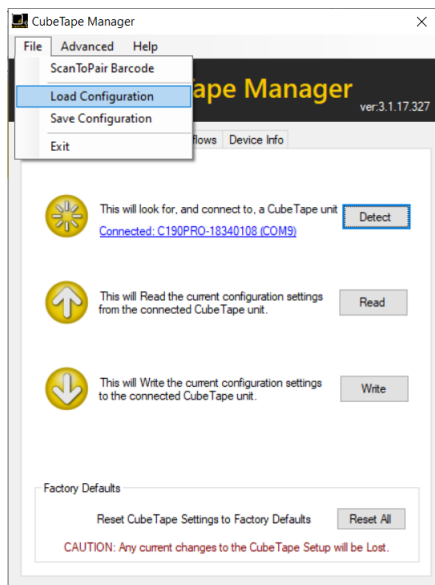 CubeTape Manager
File Advanced Help
ScanToPair Barcode
Load Configuration
Save Configuration
Exit
ape Manager
ver:3.1.17.327
flows Device Info
This will look for, and connect to, a CubeTape unit
Connected: C190PRO-18340108 (COM9)
Detect
This will Read the current configuration settings
from the connected CubeTape unit.
Read
This will Write the current configuration settings
to the connected CubeTape unit.
Write
Factory Defaults
Reset CubeTape Settings to Factory Defaults
Reset All
CAUTION: Any current changes to the CubeTape Setup will be Lost.